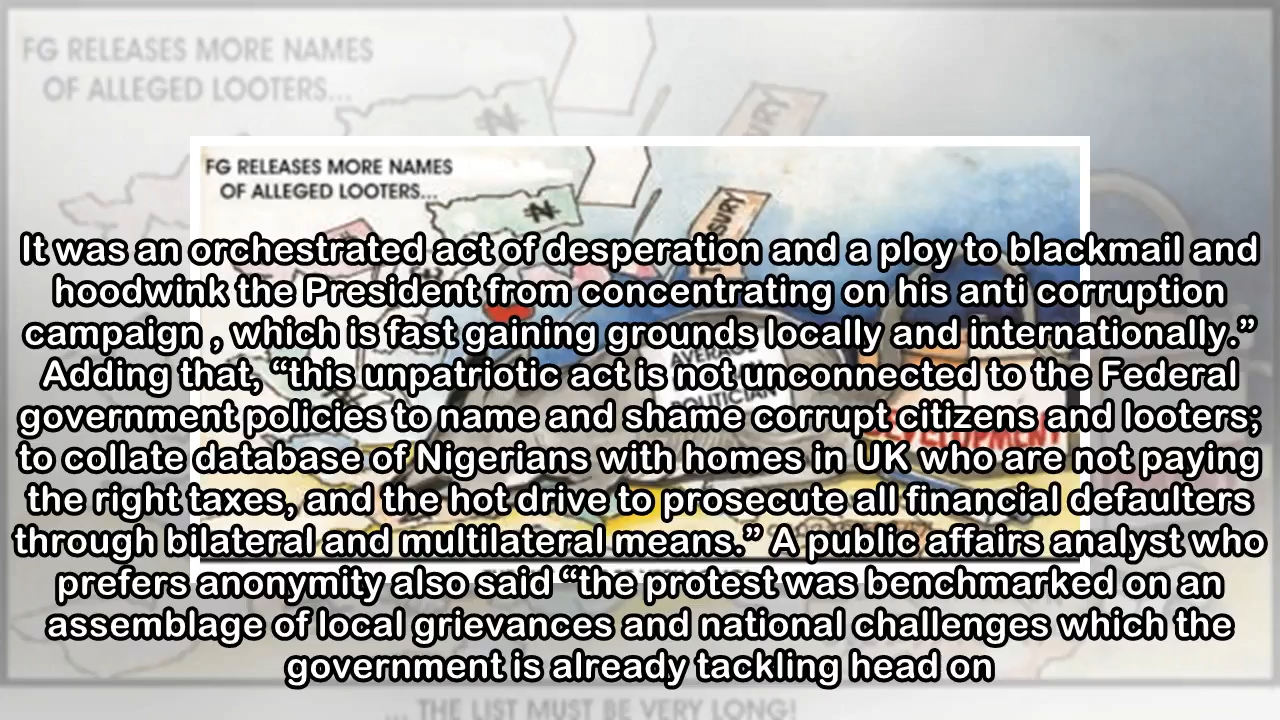 FG RELEASES MORE NAMES
OF ALLEGED LOOTERS...
FG RELEASES MORE NAMES
OF ALLEGED LOOTERS...
It was an orchestrated act of desperation and a ploy to blackmail and
hoodwink the President from concentrating on his anti corruption
campaign , which is fast gaining grounds locally and internationally.”
Adding that, “this unpatriotic act is not unconnected to the Federal
government policies to name and shame corrupt citizens and looters;
to collate database of Nigerians with homes in UK who are not paying
the right taxes, and the hot drive to prosecute all financial defaulters
through bilateral and multilateral means.” A public affairs analyst who
prefers anonymity also said “the protest was benchmarked on an
assemblage of local grievances and national challenges which the
government is already tackling head on
... THE LIST MUST BE VERY LONG!